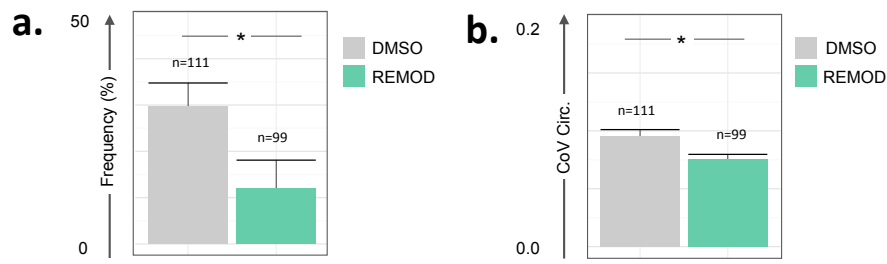 a.
50
*
n=111
n=99
Frequency (%)
0
DMSO
REMOD
b.
0.2
*
n=111
n=99
CoV Circ.
0.0
DMSO
REMOD